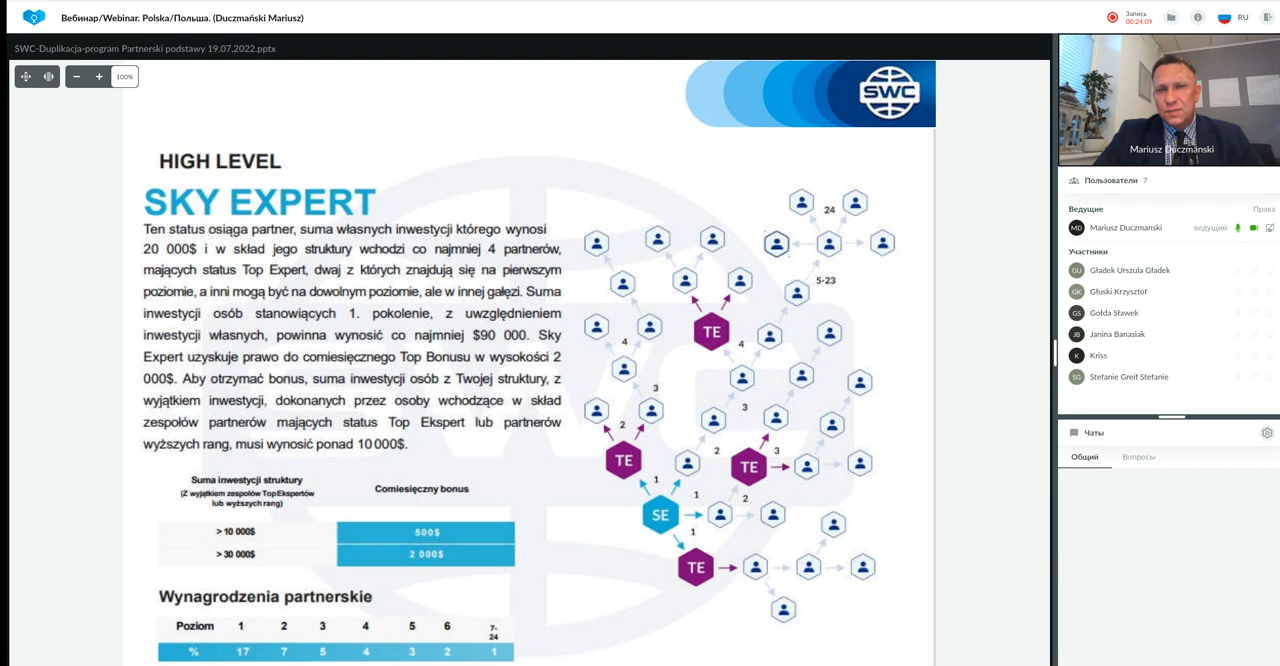 Вебинар/Webinar. Polska/Польша. (Duczmański Mariusz)
Запись
00:24:09
RU
SWC-Duplikacja-program Partnerski podstawy 19.07.2022.pptx
100%
SWC
HIGH LEVEL
SKY EXPERT
Ten status osiąga partner, suma własnych inwestycji którego wynosi
20 000$ i w skład jego struktury wchodzi co najmniej 4 partnerów,
mających status Top Expert, dwaj z których znajdują się na pierwszym
poziomie, a inni mogą być na dowolnym poziomie, ale w innej gałęzi. Suma
inwestycji osób stanowiących 1. pokolenie, z uwzględnieniem
inwestycji własnych, powinna wynosić co najmniej $90 000. Sky
Expert uzyskuje prawo do comiesięcznego Top Bonusu w wysokości 2
000$. Aby otrzymać bonus, suma inwestycji osób z Twojej struktury, z
wyjątkiem inwestycji, dokonanych przez osoby wchodzące w skład
zespołów partnerów mających status Top Ekspert lub partnerów
wyższych rang, musi wynosić ponad 10 000$.
Suma inwestycji struktury
(Z wyjątkiem zespołów Top Ekspertów
lub wyższych rang)
Comiesięczny bonus
> 10 000$ 500$
> 30 000$ 2 000$
Wynagrodzenia partnerskie
Poziom 1 2 3 4 5 6 7-
24
% 17 7 5 4 3 2 1
24
5-23
TE
4
4
3
3
2
TE
2
TE
3
1
1
2
SE
1
TE
Mariusz Duczmanski
Пользователи 7
Ведущие Права
MD Mariusz Duczmanski ведущий
Участники
GU Gładek Urszula Gładek
GK Głuski Krzysztof
GS Gołda Sławek
JB Janina Banasiak
K Kriss
SG Stefanie Greif Stefanie
Чаты
Общий Вопросы